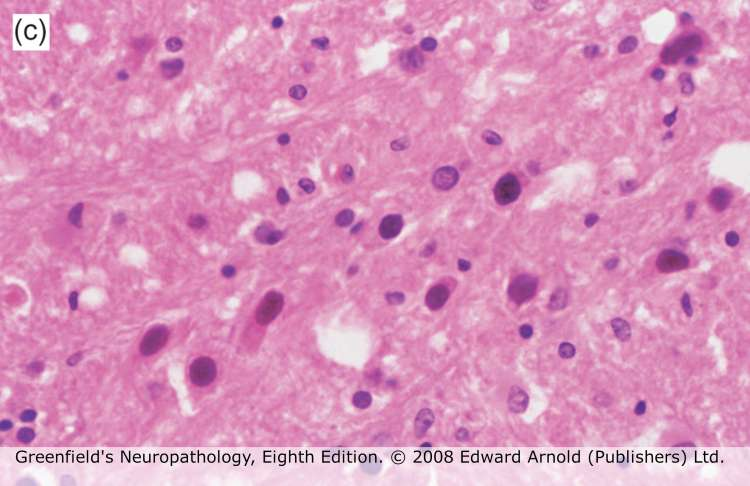 (c)
Greenfield's Neuropathology, Eighth Edition. © 2008 Edward Arnold (Publishers) Ltd.